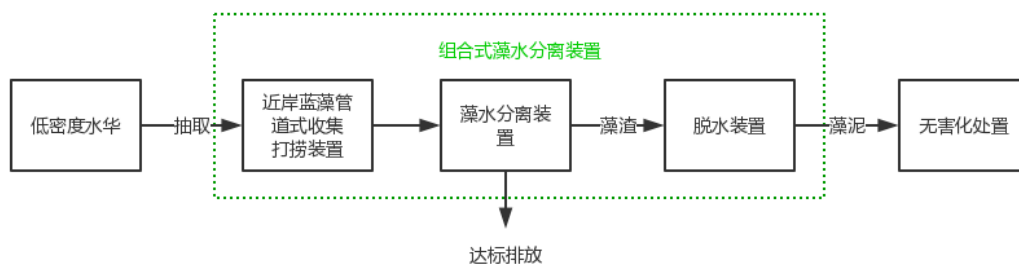 组合式藻水分离装置
低密度水华
抽取
近岸蓝藻管
道式收集
打捞装置
藻水分离装
置
藻渣
脱水装置
藻泥
无害化处置
达标排放